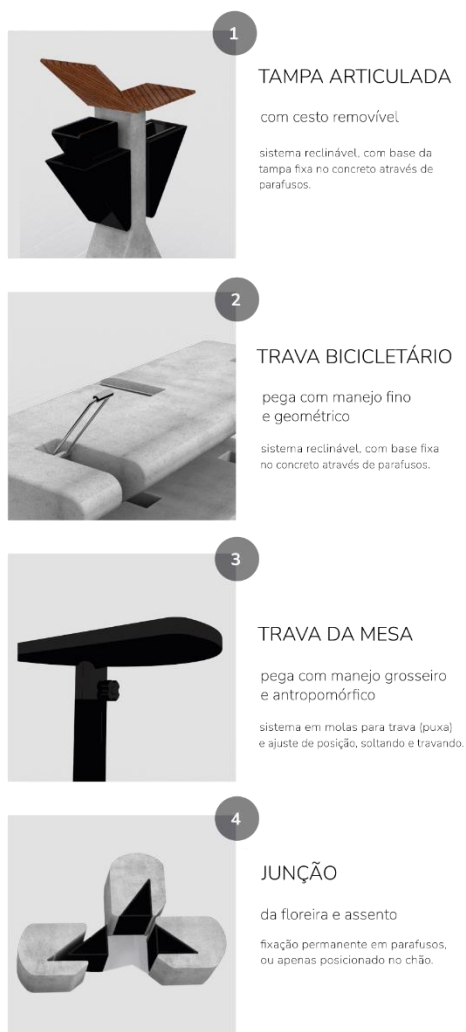 1
TAMPA ARTICULADA
com cesto removível
sistema reclinável, com base da
tampa fixa no concreto através de
parafusos.
2
TRAVA BICICLETÁRIO
pega com manejo fino
e geométrico
sistema reclinável, com base fixa
no concreto através de parafusos.
3
TRAVA DA MESA
pega com manejo grosseiro
e antropomórfico
sistema em molas para trava (puxa)
e ajuste de posição, soltando e travando.
4
JUNÇÃO
da floreira e assento
fixação permanente em parafusos,
ou apenas posicionado no chão.